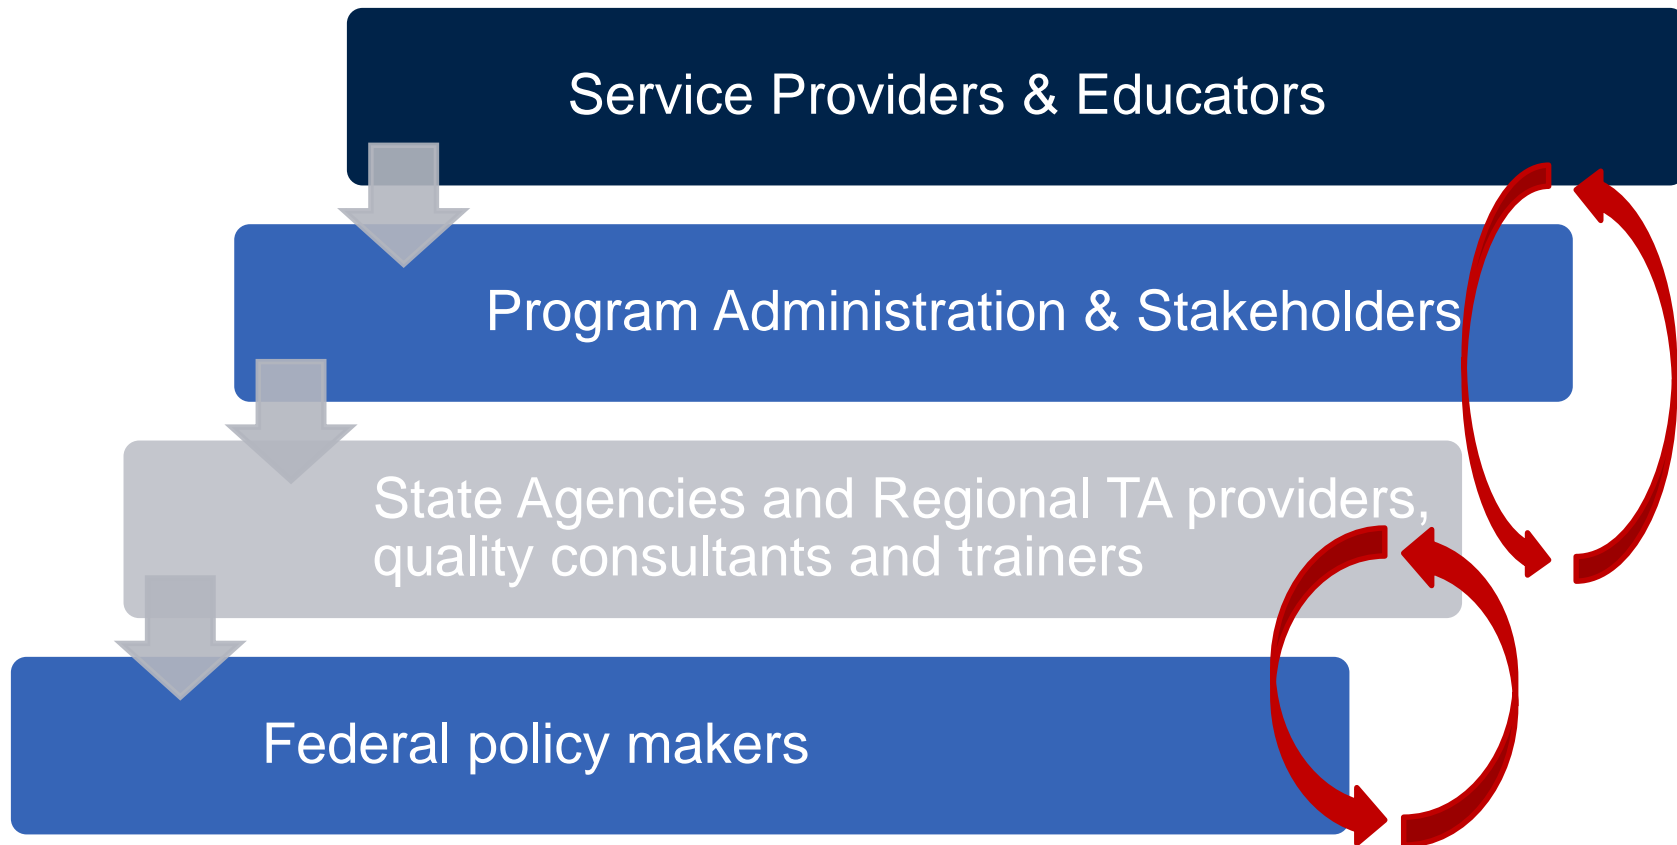 Service Providers & Educators
Program Administration & Stakeholders
State Agencies and Regional TA providers,
quality consultants and trainers
Federal policy makers